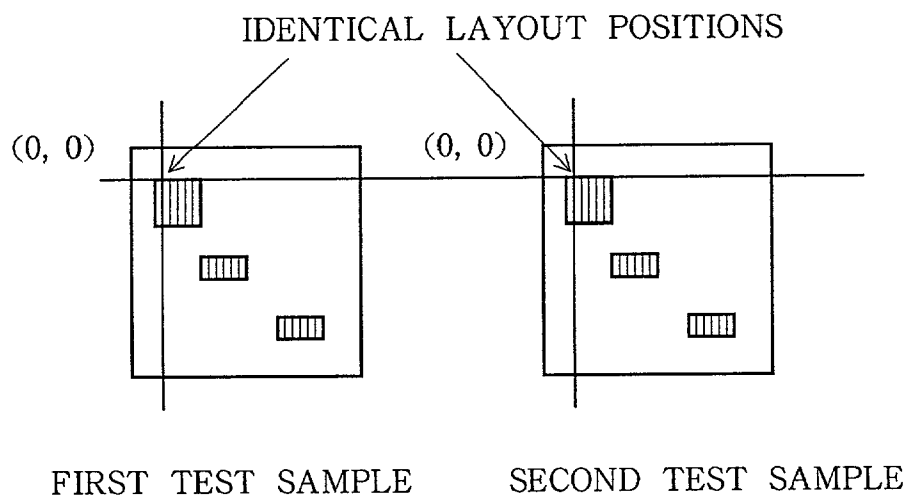 IDENTICAL LAYOUT POSITIONS
(0, 0) (0, 0)
FIRST TEST SAMPLE SECOND TEST SAMPLE